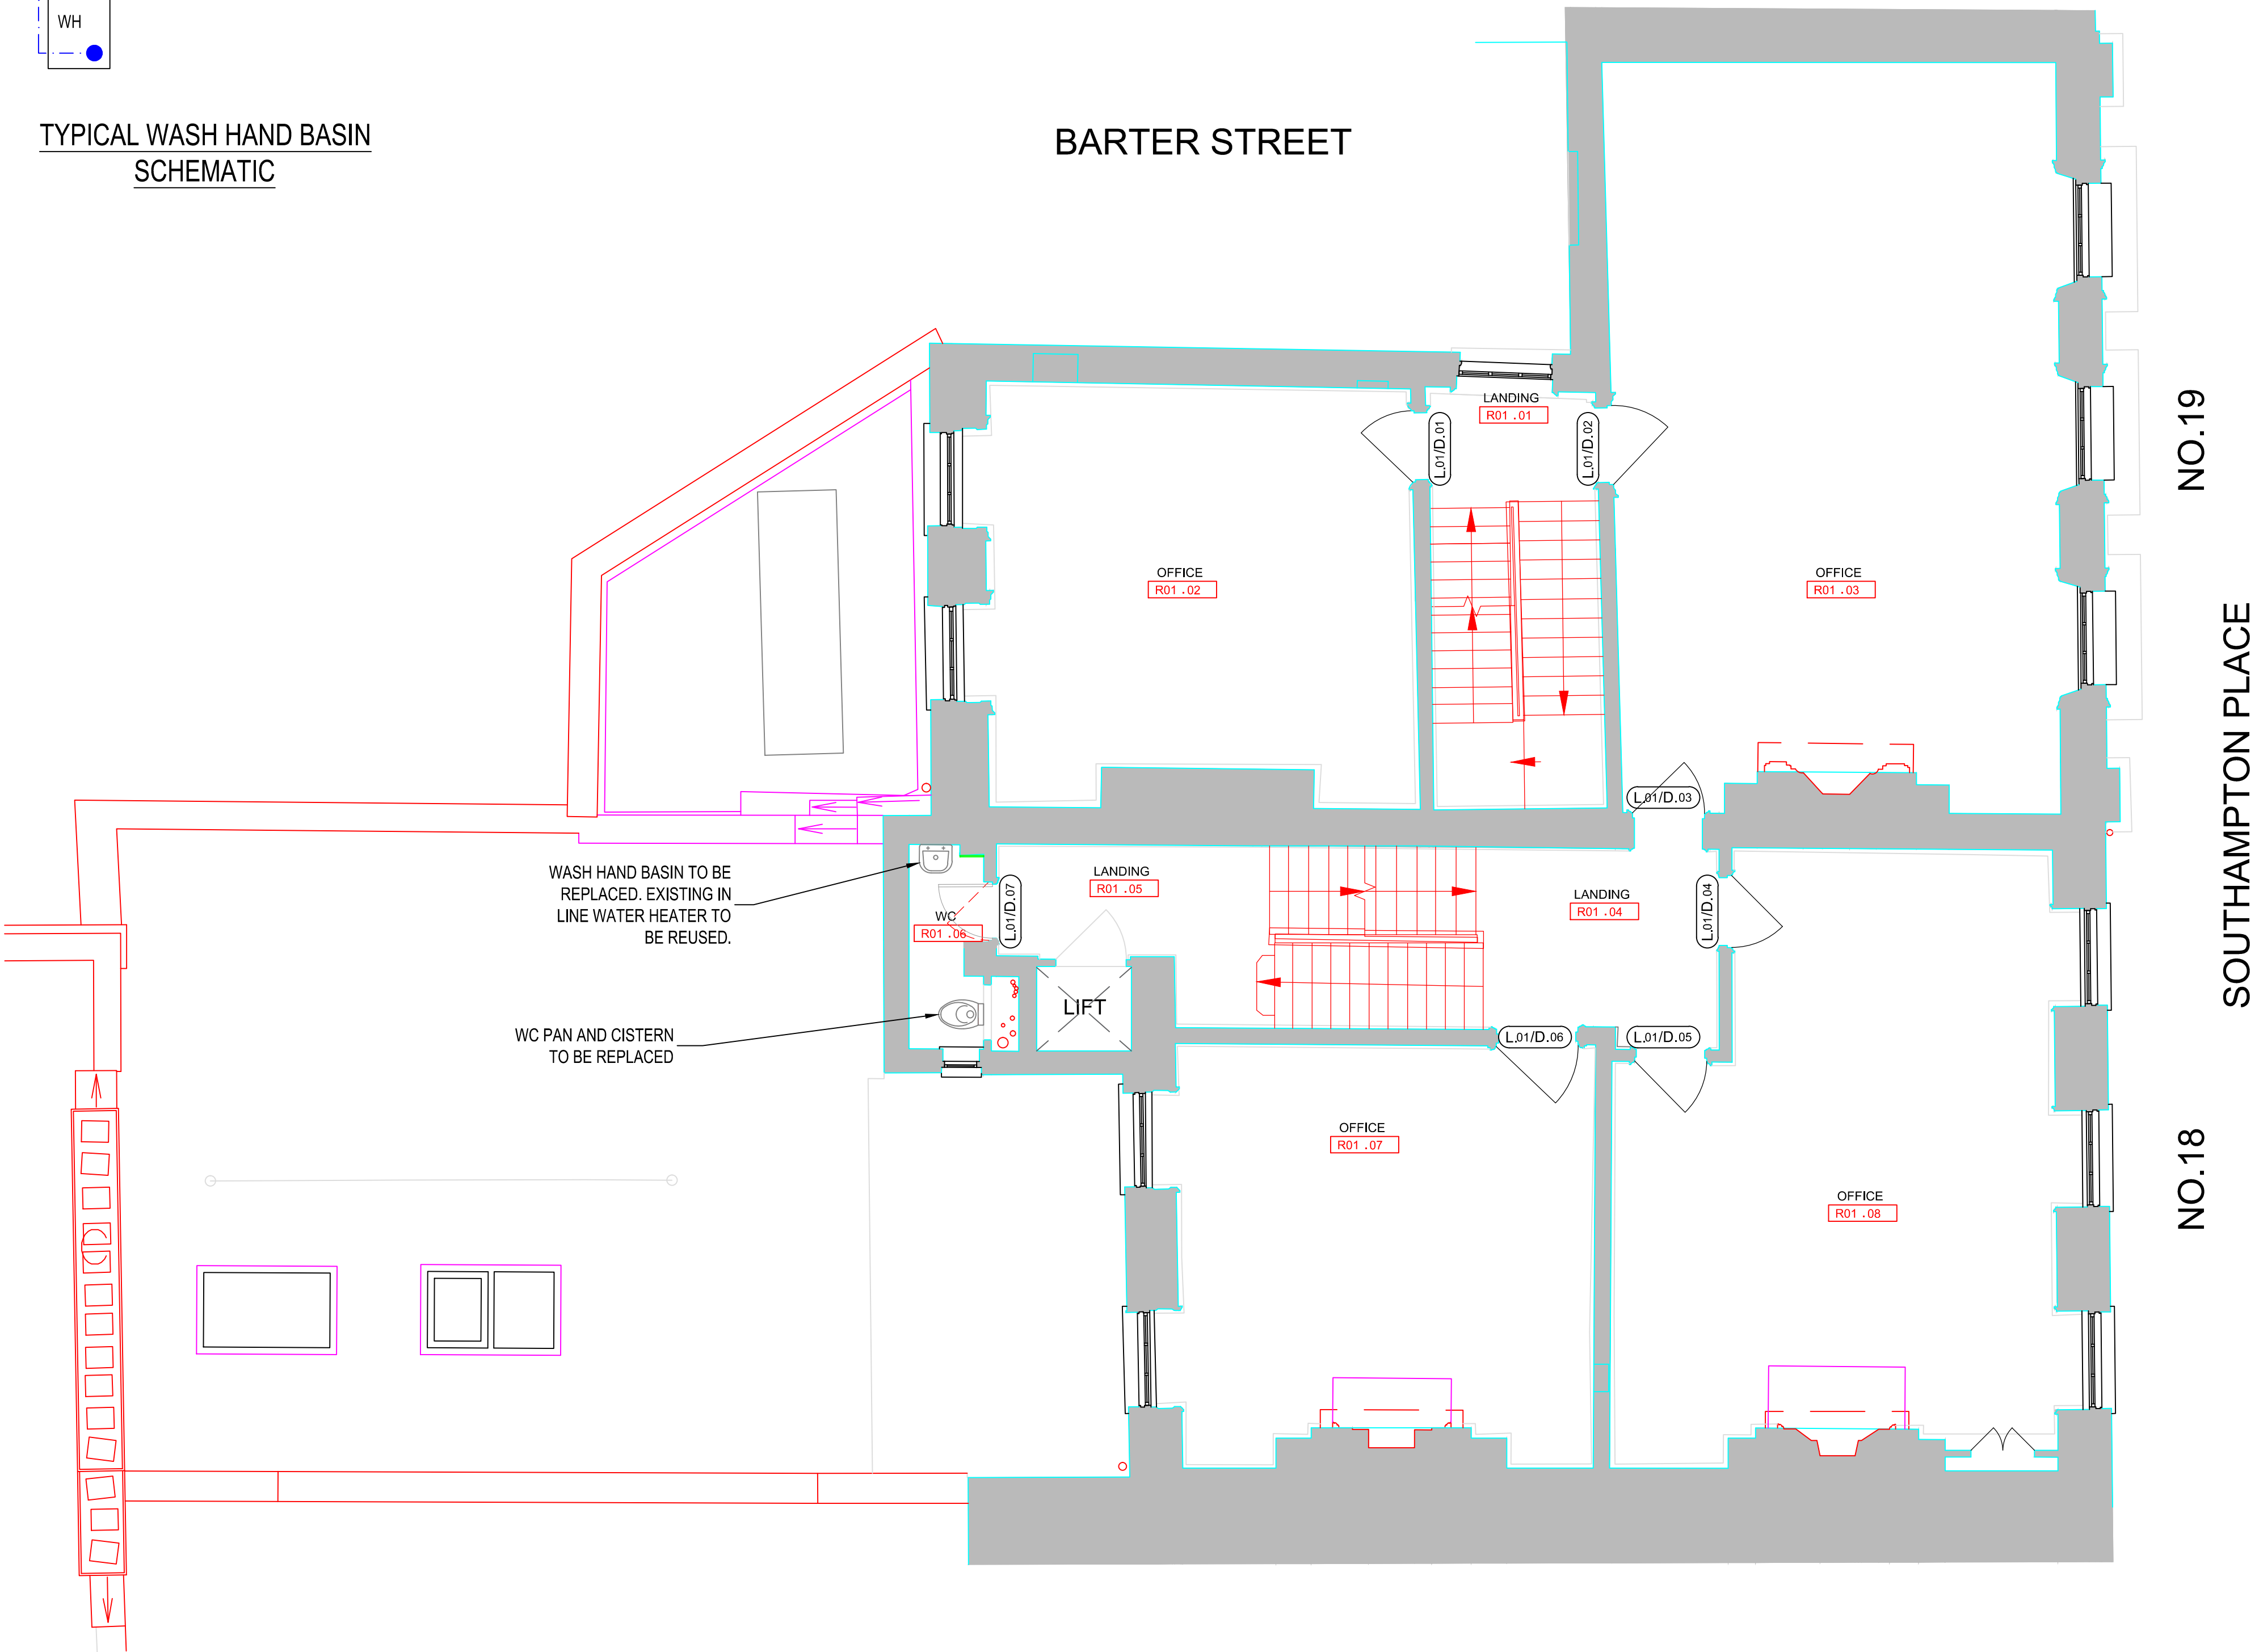 WH
TYPICAL WASH HAND BASIN
SCHEMATIC
BARTER STREET
LANDING
R01 .01
L.01/D.01
L.01/D.02
NO.19
OFFICE
R01 .02
OFFICE
R01 .03
SOUTHAMPTON PLACE
L.01/D.03
WASH HAND BASIN TO BE
REPLACED. EXISTING IN
LINE WATER HEATER TO
BE REUSED.
WC
R01 .06
L.01/D.07
LANDING
R01 .05
LANDING
R01 .04
L.01/D.04
LIFT
WC PAN AND CISTERN
TO BE REPLACED
L.01/D.06
L.01/D.05
OFFICE
R01 .07
OFFICE
R01 .08
NO.18